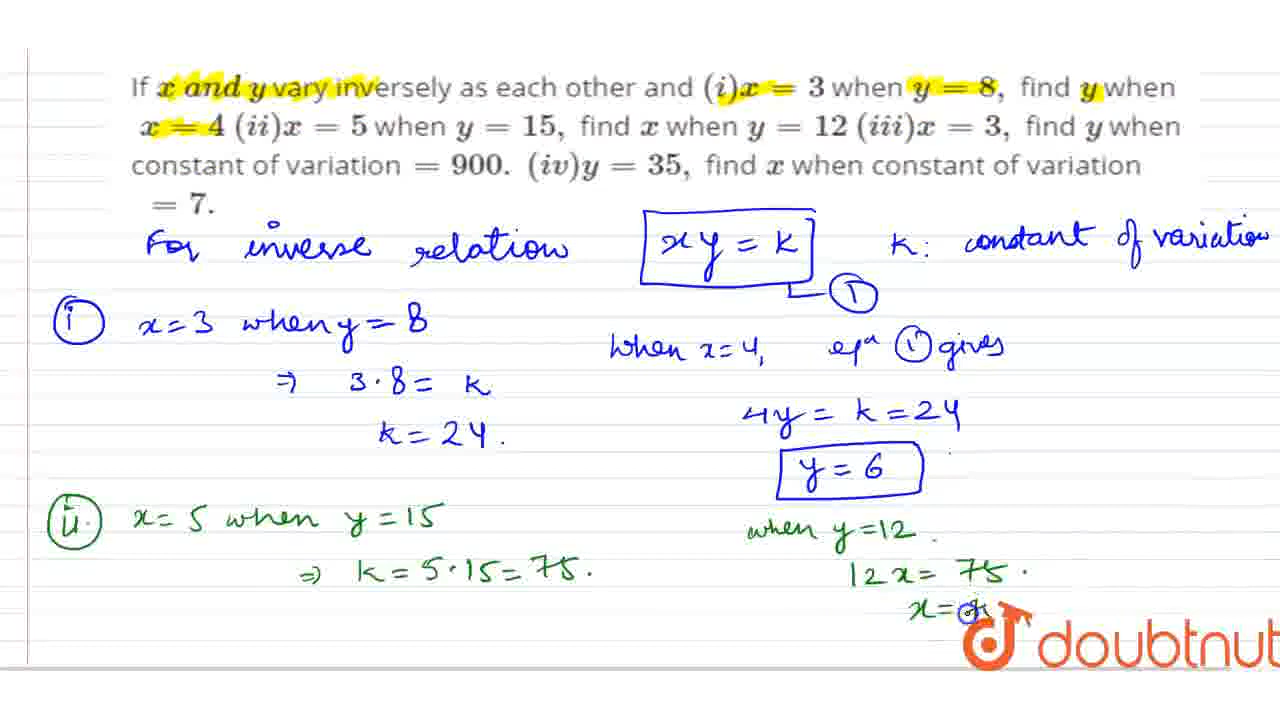 If x and y vary inversely as each other and (i)x = 3 when y = 8, find y when
x = 4 (ii)x = 5 when y = 15, find x when y = 12 (iii)x = 3, find y when
constant of variation = 900. (iv)y = 35, find x when constant of variation
= 7.
For inverse relation xy = k k: constant of variation
①
(i) x=3 when y=8
When x=4, eqn ① gives
⇒ 3·8= k
4y = k = 24
k = 24.
y = 6
(ii) x= 5 when y=15
when y=12.
⇒ k = 5·15=75.
12x= 75.
x=
doubtnut